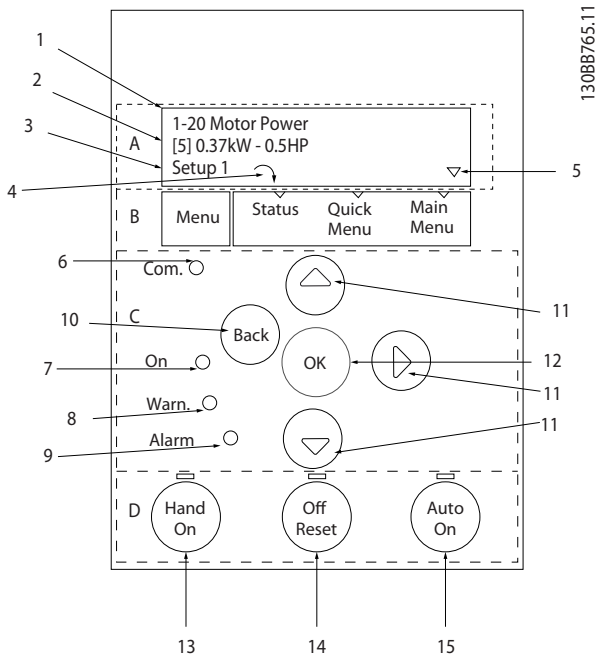 130BB765.11
1
2
3
4
A
1-20 Motor Power
[5] 0.37kW - 0.5HP
Setup 1
5
B
Menu
Status
Quick
Menu
Main
Menu
6
Com.
C
10
Back
OK
11
12
11
11
7
On
8
Warn.
9
Alarm
D
Hand
On
Off
Reset
Auto
On
13
14
15